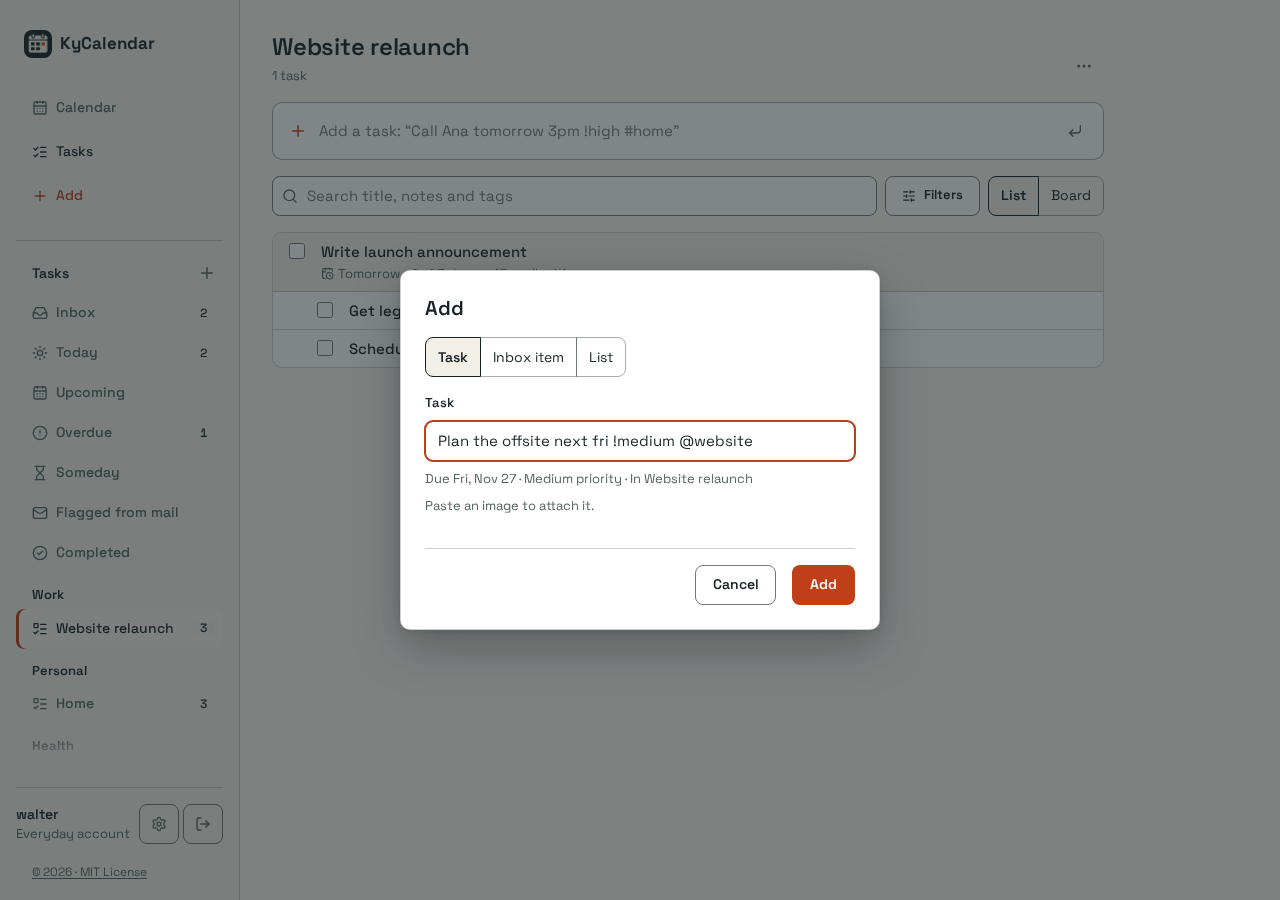 KyCalendar
Calendar
Tasks
Add
Tasks
Inbox 2
Today 2
Upcoming
Overdue 1
Someday
Flagged from mail
Completed
Work
Website relaunch 3
Personal
Home 3
Health
walter
Everyday account
© 2026 · MIT License
Website relaunch
1 task
Add a task: “Call Ana tomorrow 3pm !high #home”
Search title, notes and tags
Filters
List
Board
Write launch announcement
Tomorrow
Get leg
Schedu
Add
Task
Inbox item
List
Task
Plan the offsite next fri !medium @website
Due Fri, Nov 27 · Medium priority · In Website relaunch
Paste an image to attach it.
Cancel
Add